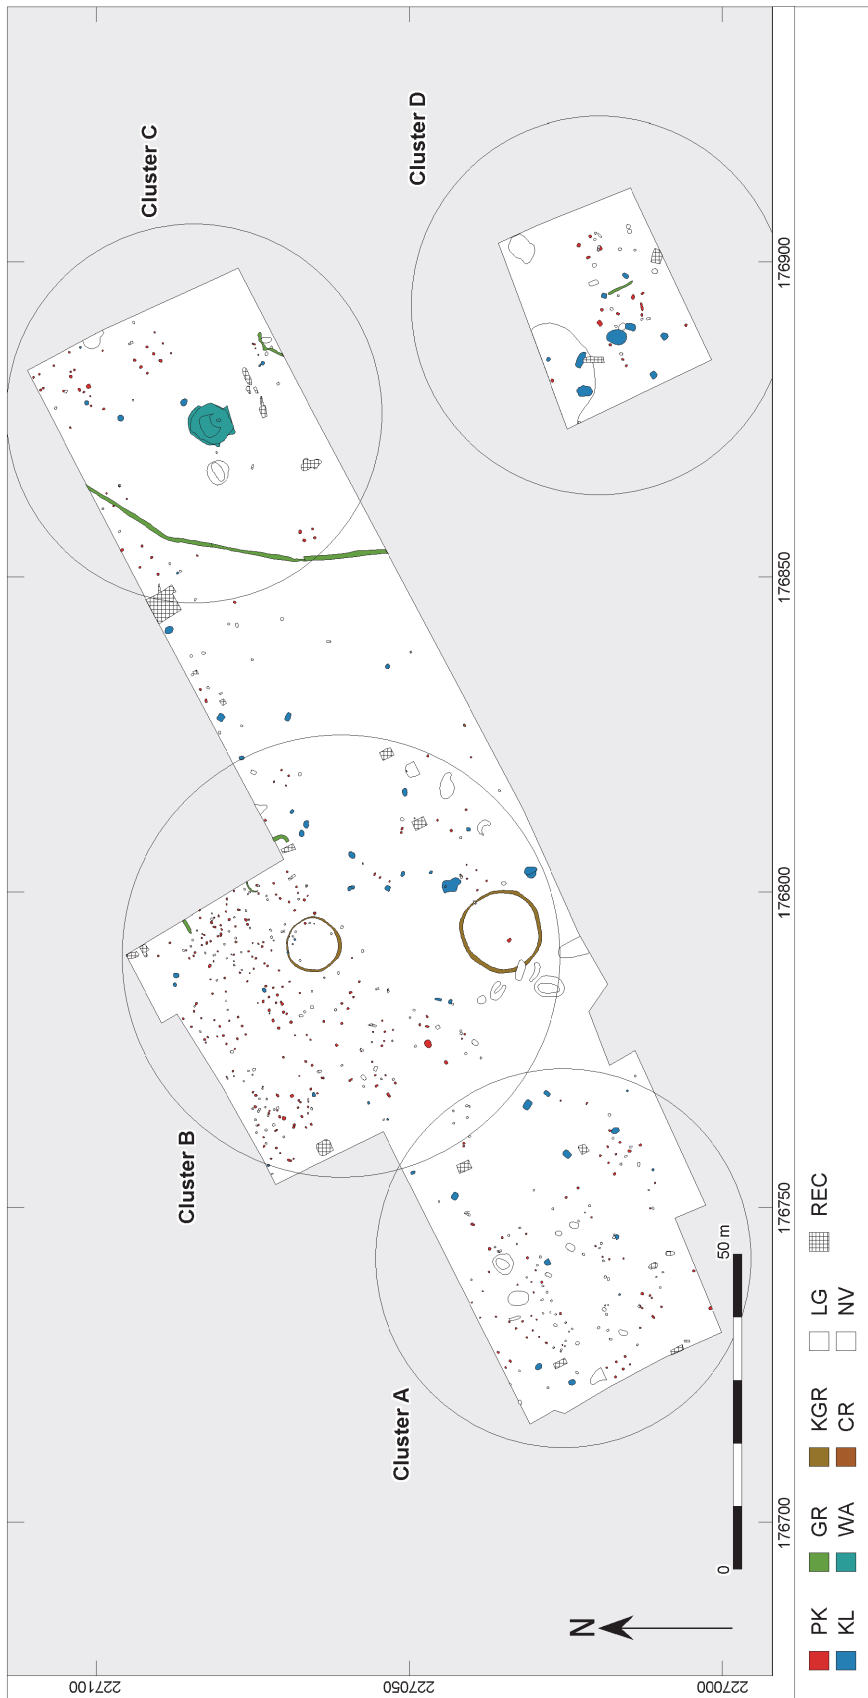 Cluster C
Cluster D
Cluster B
Cluster A
227100
227050
227000
176700
176750
176800
176850
176900
N
0
50 m
PK
GR
KGR
LG
REC
KL
WA
CR
NV